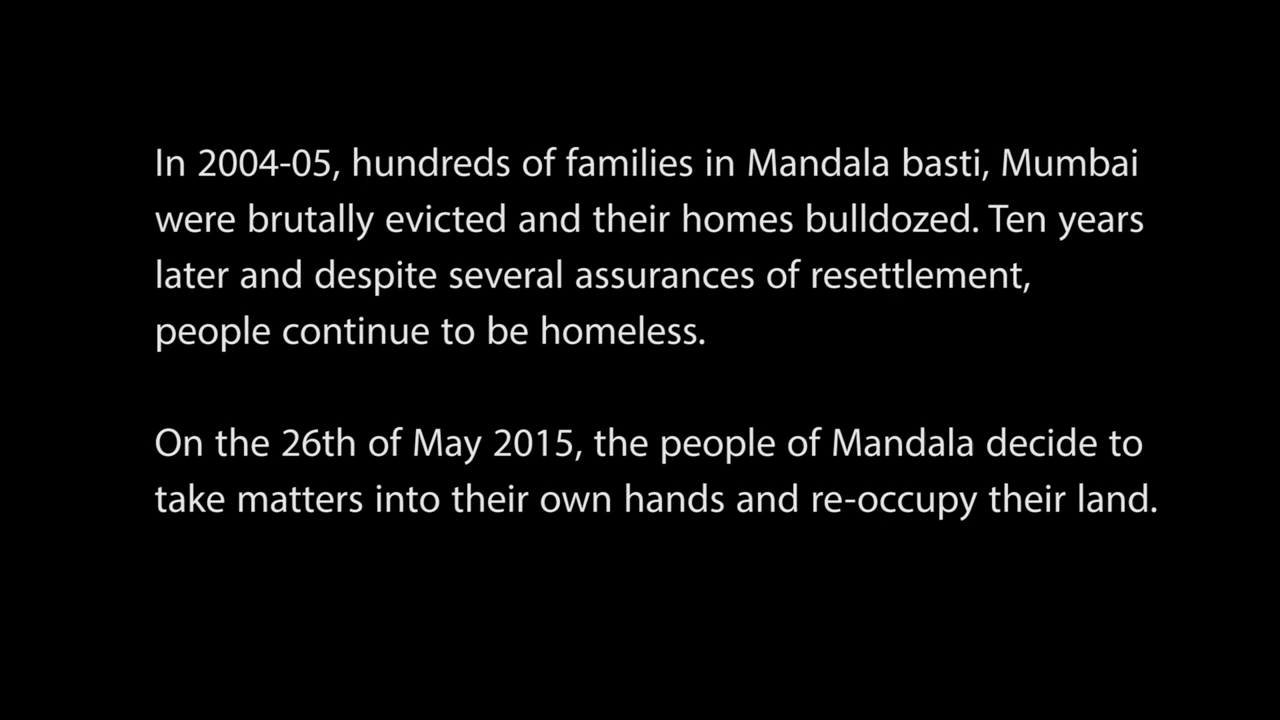 In 2004-05, hundreds of families in Mandala basti, Mumbai
were brutally evicted and their homes bulldozed. Ten years
later and despite several assurances of resettlement,
people continue to be homeless.
On the 26th of May 2015, the people of Mandala decide to
take matters into their own hands and re-occupy their land.